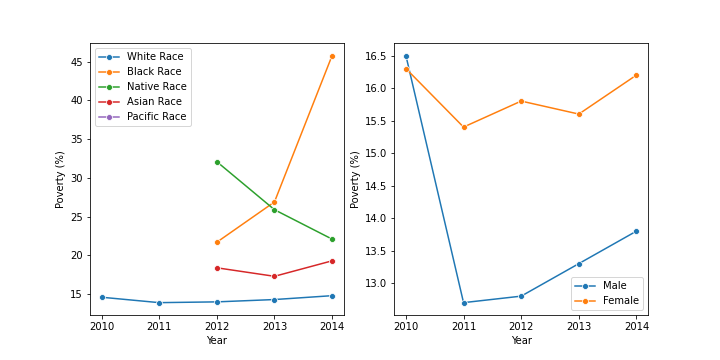 White Race
Black Race
Native Race
Asian Race
Pacific Race
45
40
35
30
25
20
15
Poverty (%)
2010 2011 2012 2013 2014
Year
16.5
16.0
15.5
15.0
14.5
14.0
13.5
13.0
Poverty (%)
Male
Female
2010 2011 2012 2013 2014
Year